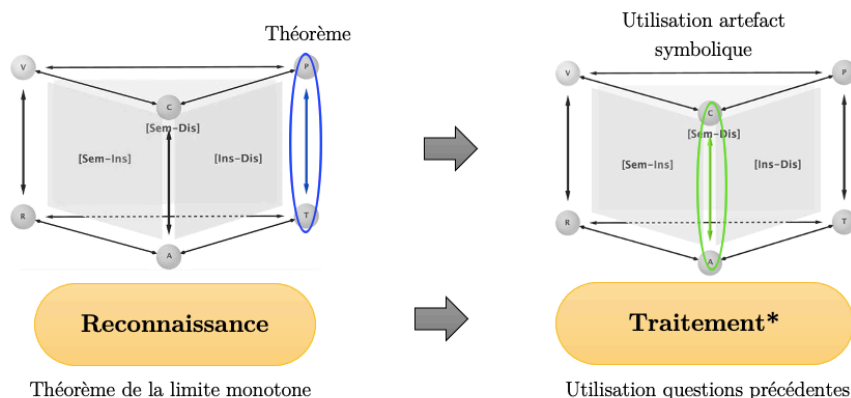 Théorème
V
P
C
[Sem-Dis]
[Sem-Ins]
[Ins-Dis]
R
T
A
Reconnaissance
Théorème de la limite monotone
Utilisation artefact
symbolique
V
P
C
[Sem-Dis]
[Sem-Ins]
[Ins-Dis]
R
T
A
Traitement*
Utilisation questions précédentes